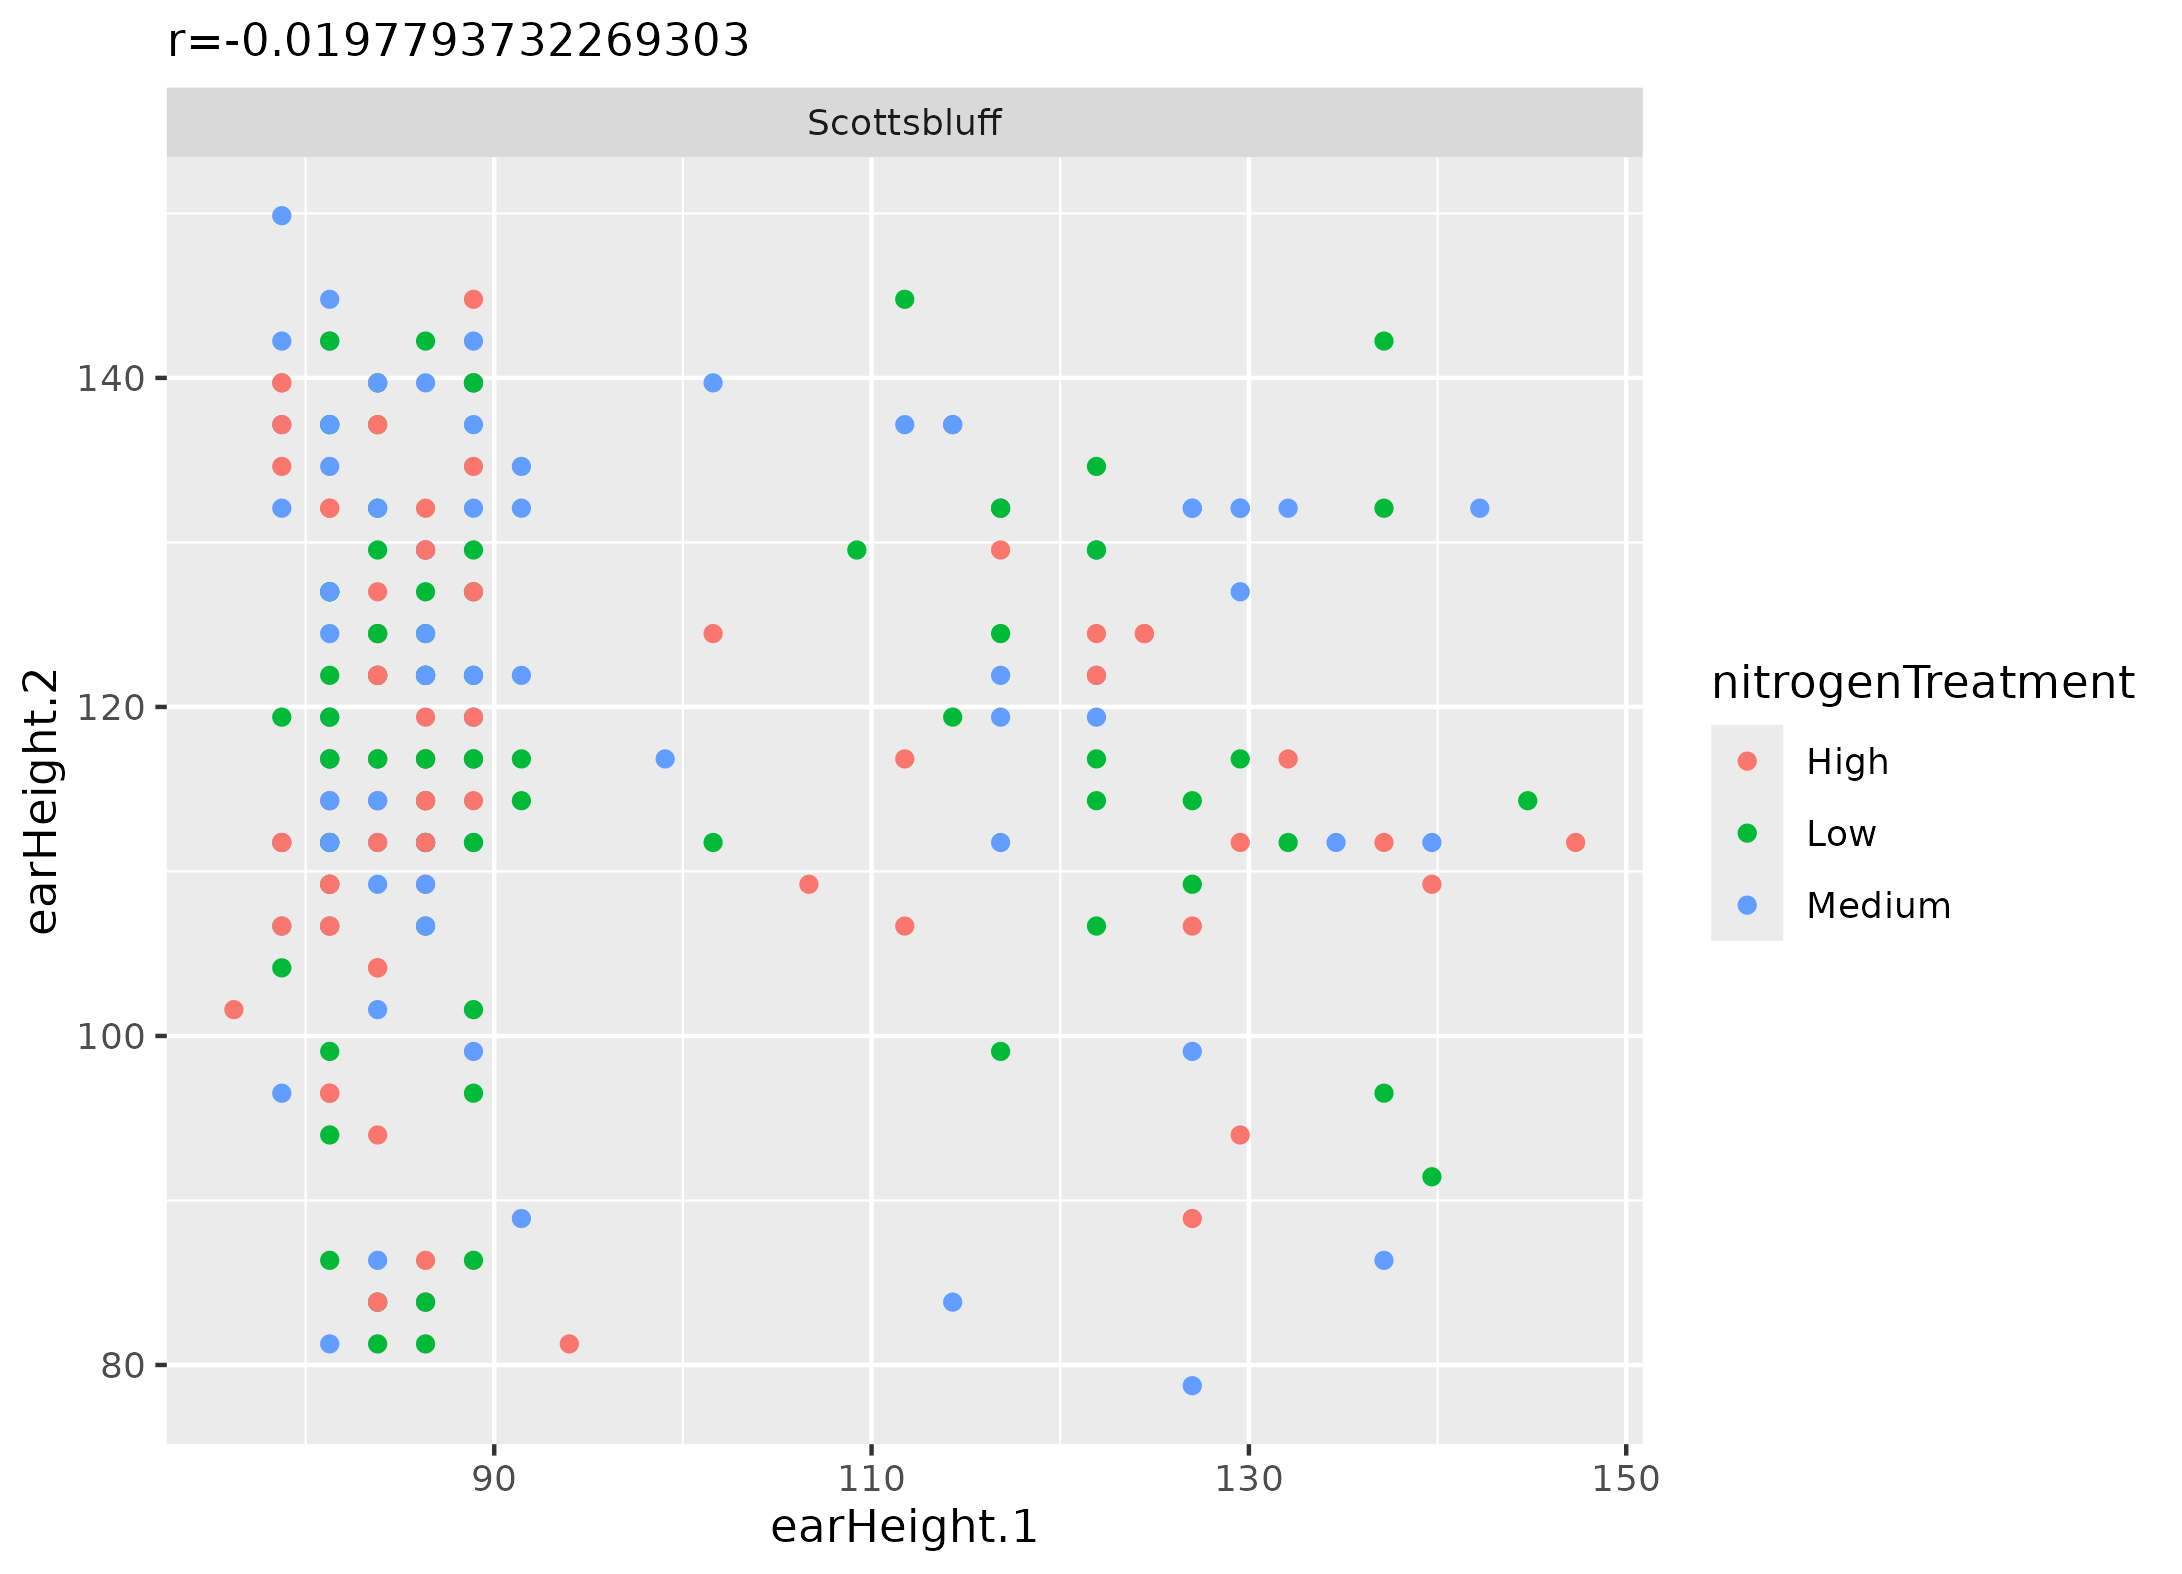 r=-0.0197793732269303
Scottsbluff
140
120
100
80
earHeight.2
90
110
130
150
earHeight.1
nitrogenTreatment
High
Low
Medium